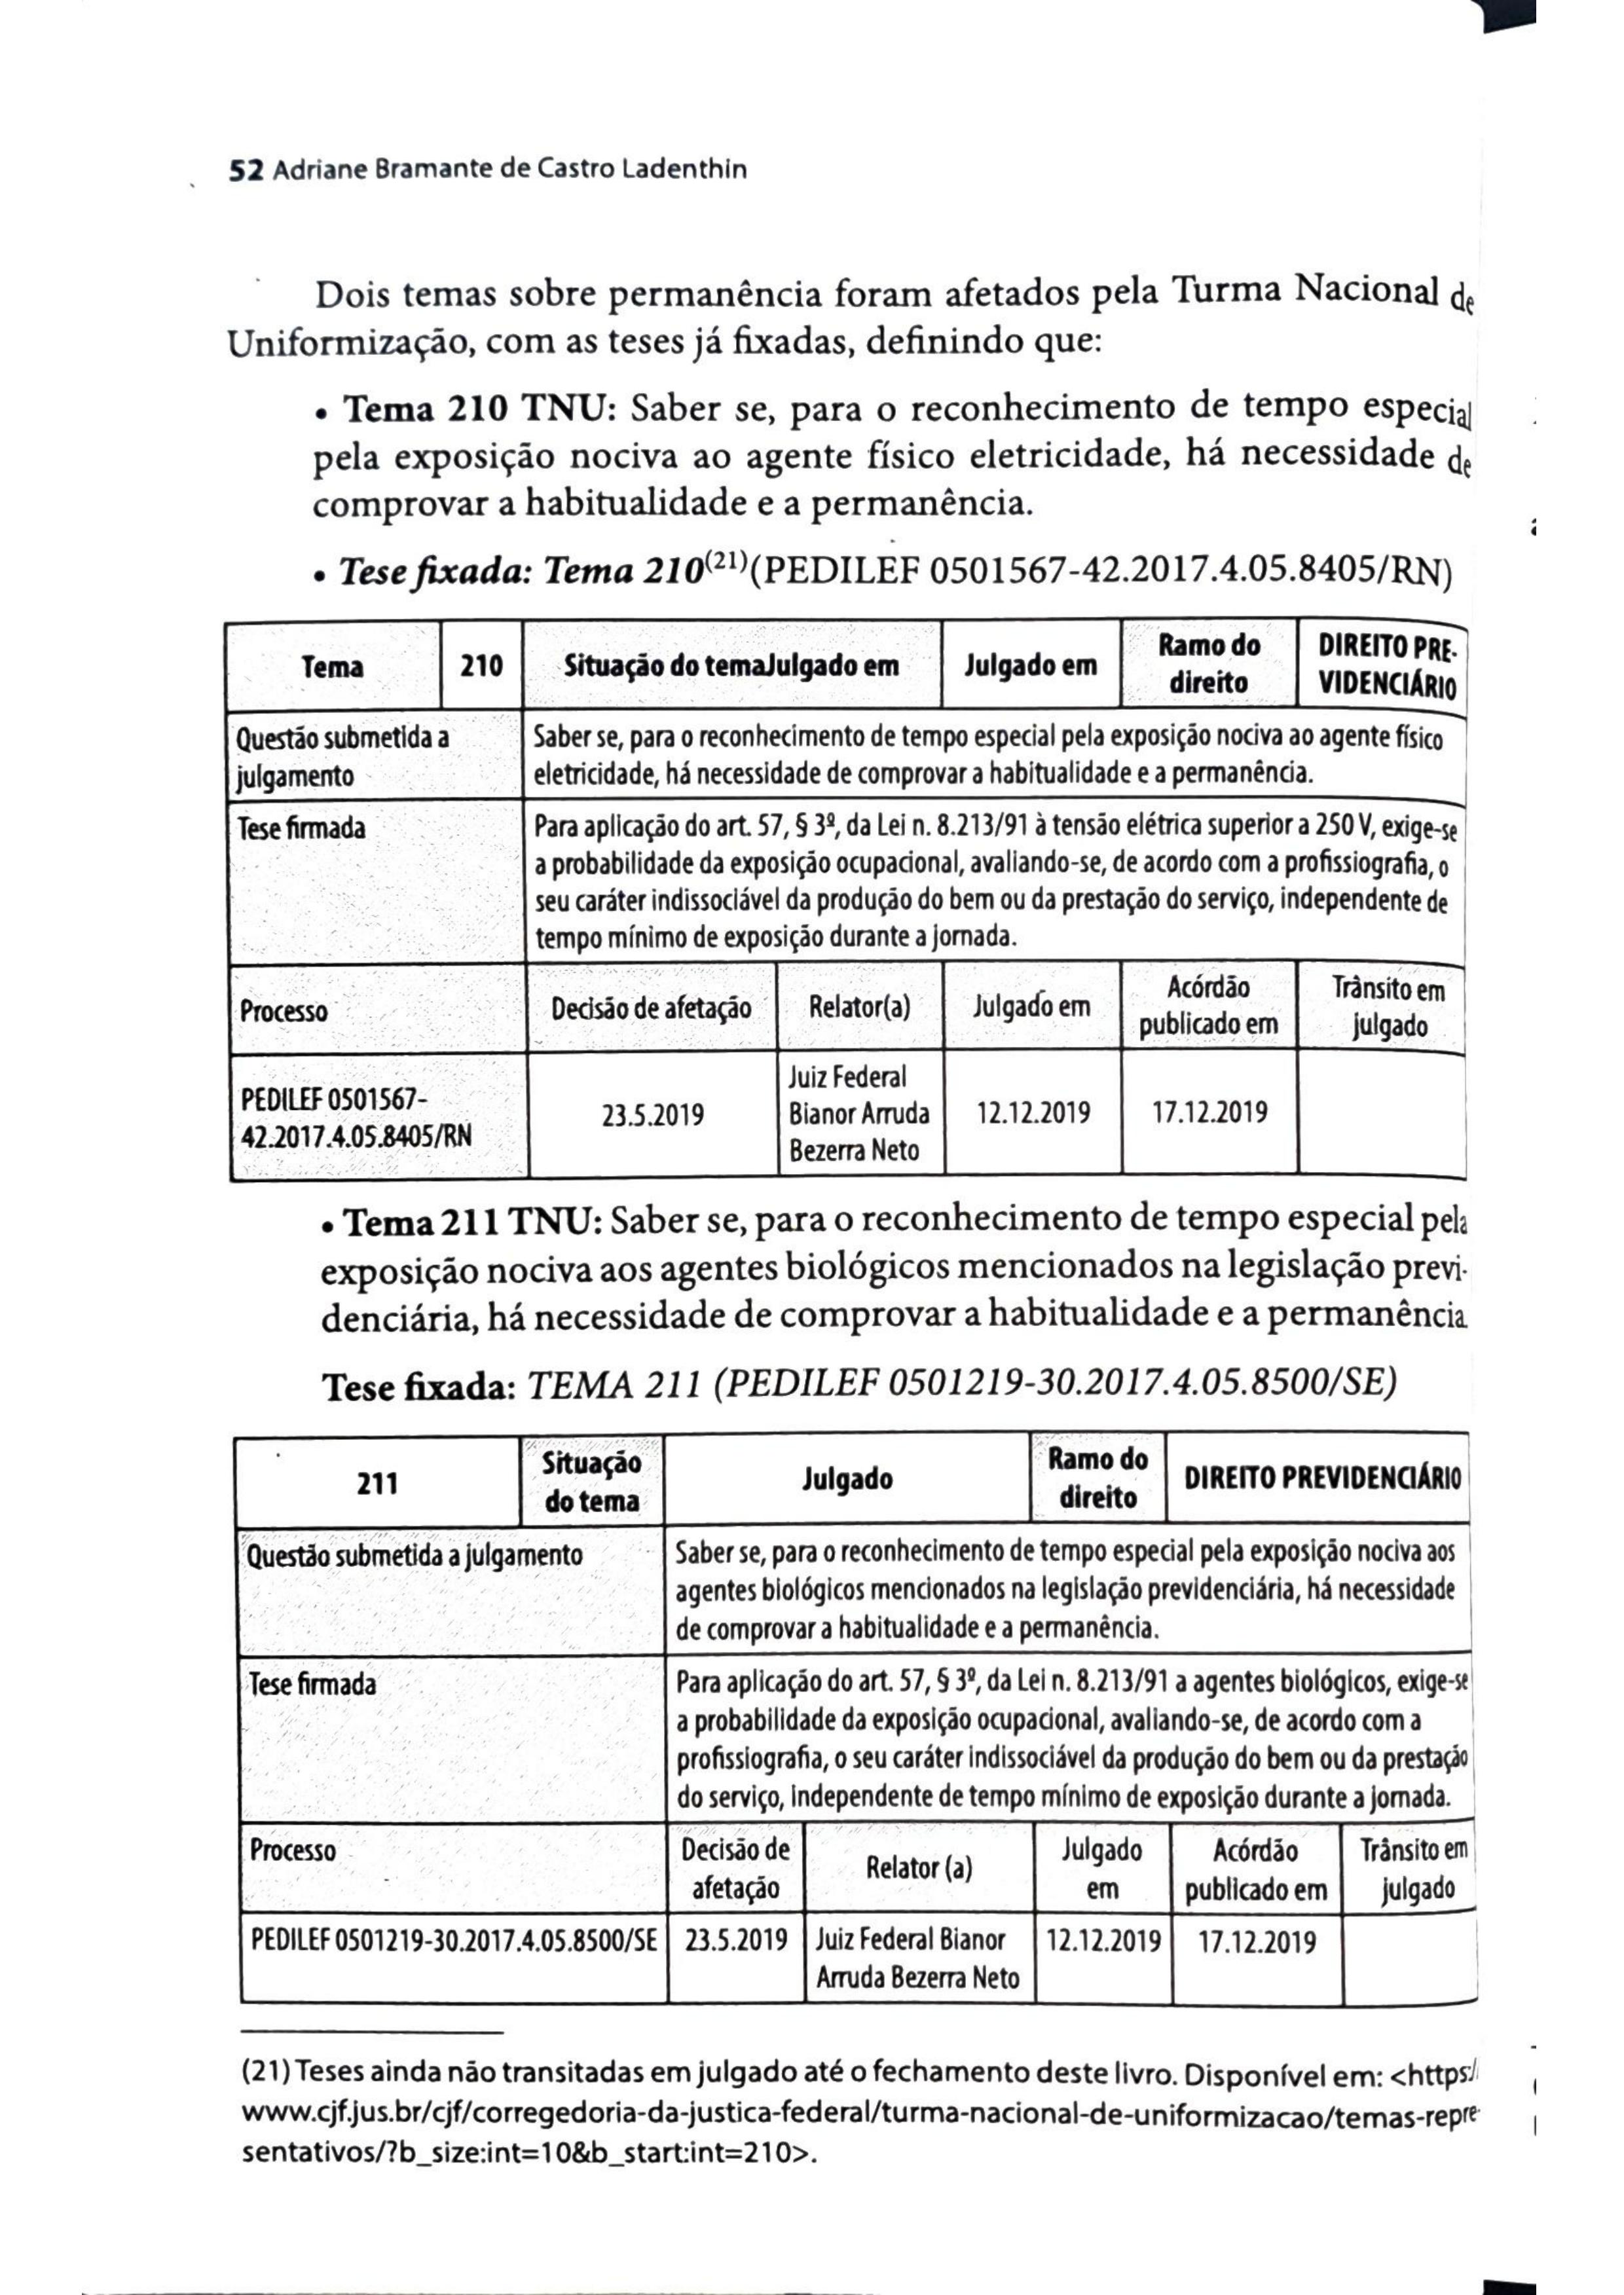 52 Adriane Bramante de Castro Ladenthin
Dois temas sobre permanência foram afetados pela Turma Nacional de
Uniformização, com as teses já fixadas, definindo que:
• Tema 210 TNU: Saber se, para o reconhecimento de tempo especial
pela exposição nociva ao agente físico eletricidade, há necessidade de
comprovar a habitualidade e a permanência.
• Tese fixada: Tema 210(21)(PEDILEF 0501567-42.2017.4.05.8405/RN)
Tema 210 Situação do temaJulgado em Julgado em Ramo do direito DIREITO PRE-
VIDENCIÁRIO
Questão submetida a
julgamento
Saber se, para o reconhecimento de tempo especial pela exposição nociva ao agente físico
eletricidade, há necessidade de comprovar a habitualidade e a permanência.
Tese firmada
Para aplicação do art. 57, § 3º, da Lei n. 8.213/91 à tensão elétrica superior a 250 V, exige-se
a probabilidade da exposição ocupacional, avaliando-se, de acordo com a profissiografia, o
seu caráter indissociável da produção do bem ou da prestação do serviço, independente de
tempo mínimo de exposição durante a jornada.
Processo
Decisão de afetação
Relator(a)
Julgado em
Acórdão
publicado em
Trânsito em
julgado
PEDILEF 0501567-
42.2017.4.05.8405/RN
23.5.2019
Juiz Federal
Bianor Arruda
Bezerra Neto
12.12.2019
17.12.2019
• Tema 211 TNU: Saber se, para o reconhecimento de tempo especial pela
exposição nociva aos agentes biológicos mencionados na legislação previ-
denciária, há necessidade de comprovar a habitualidade e a permanência.
Tese fixada: TEMA 211 (PEDILEF 0501219-30.2017.4.05.8500/SE)
211
Situação
do tema
Julgado
Ramo do
direito
DIREITO PREVIDENCIÁRIO
Questão submetida a julgamento
Saber se, para o reconhecimento de tempo especial pela exposição nociva aos
agentes biológicos mencionados na legislação previdenciária, há necessidade
de comprovar a habitualidade e a permanência.
Tese firmada
Para aplicação do art. 57, § 3º, da Lei n. 8.213/91 a agentes biológicos, exige-se
a probabilidade da exposição ocupacional, avaliando-se, de acordo com a
profissiografia, o seu caráter indissociável da produção do bem ou da prestação
do serviço, independente de tempo mínimo de exposição durante a jornada.
Processo
Decisão de
afetação
Relator (a)
Julgado
em
Acórdão
publicado em
Trânsito em
julgado
PEDILEF 0501219-30.2017.4.05.8500/SE
23.5.2019
Juiz Federal Bianor
Arruda Bezerra Neto
12.12.2019
17.12.2019
(21) Teses ainda não transitadas em julgado até o fechamento deste livro. Disponível em: <https:/
www.cjf.jus.br/cjf/corregedoria-da-justica-federal/turma-nacional-de-uniformizacao/temas-repre-
sentativos/?b_size:int=10&b_start:int=210>.